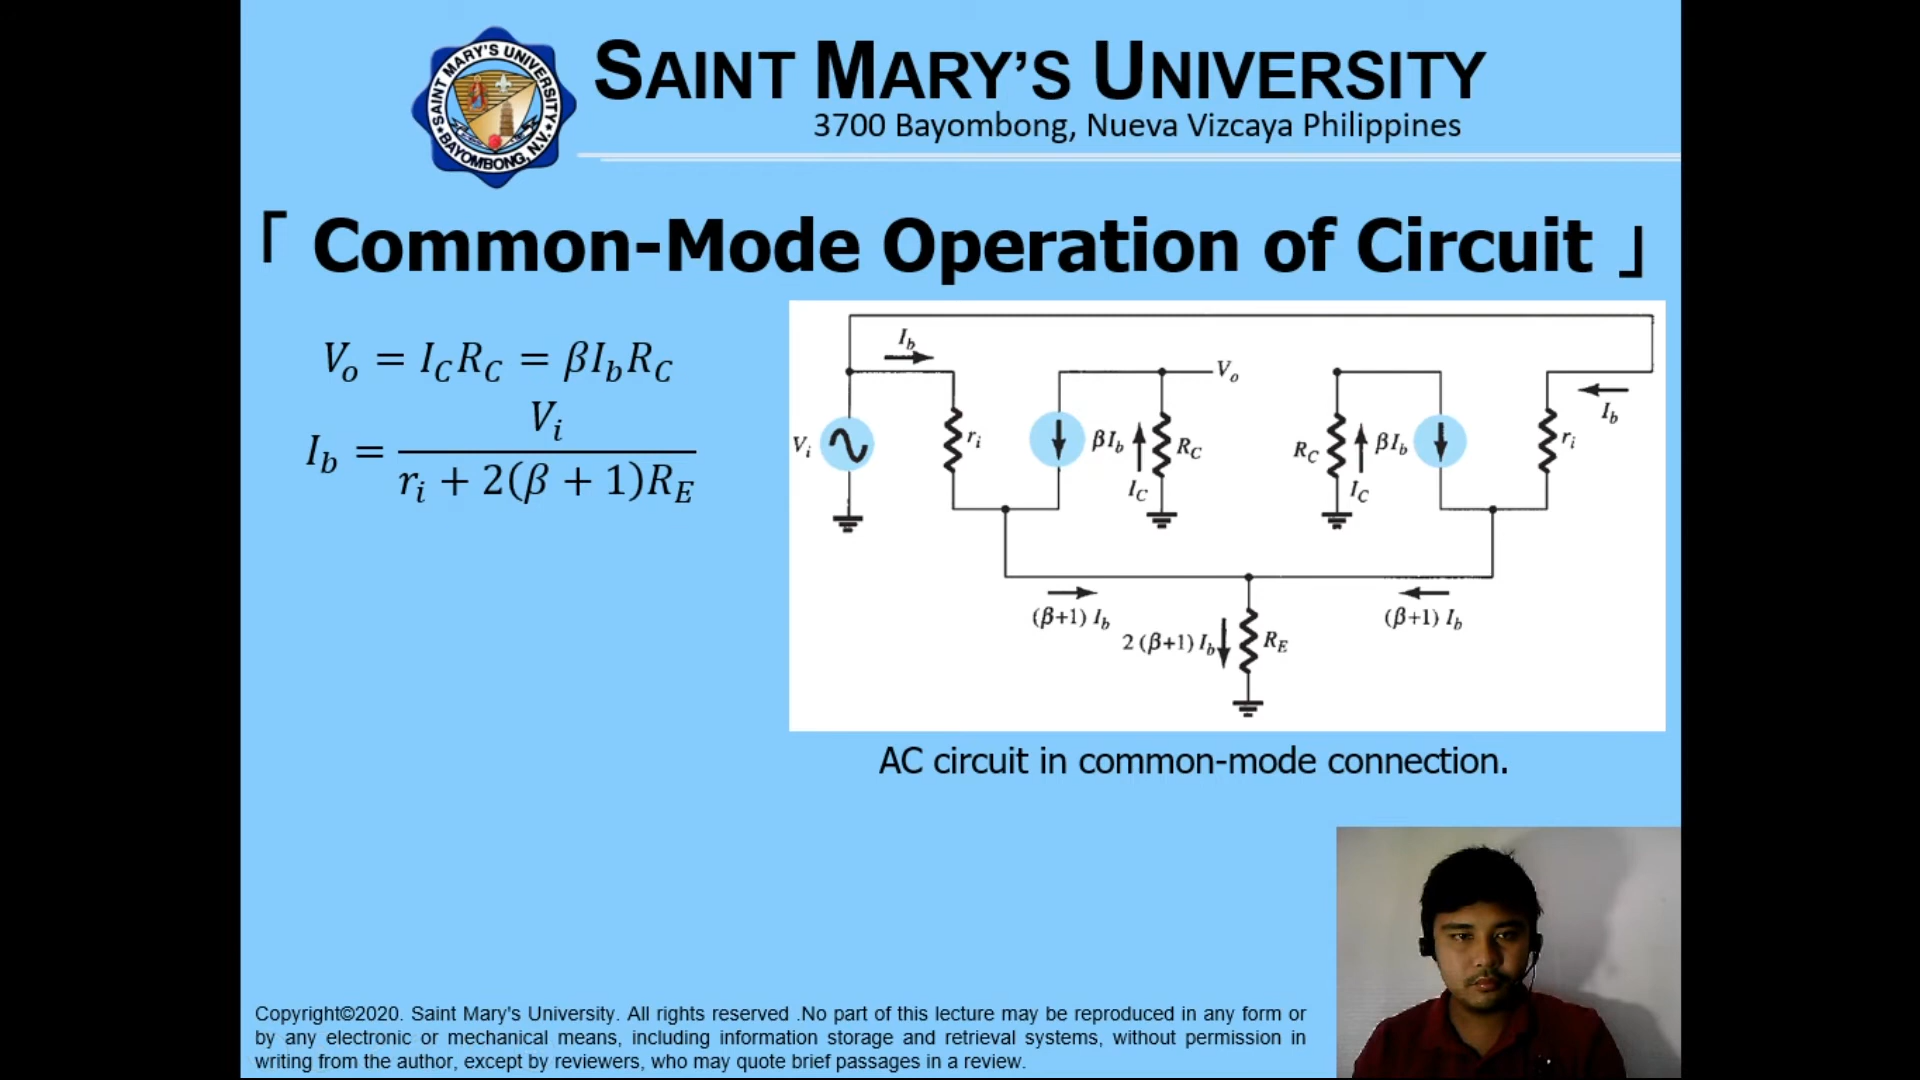 SAINT MARY'S UNIVERSITY
BAYOMBONG, N.V.
SAINT MARY'S UNIVERSITY
3700 Bayombong, Nueva Vizcaya Philippines
「 Common-Mode Operation of Circuit 」
V_o = I_C R_C = βI_b R_C
I_b = V_i / (r_i + 2(β + 1)R_E)
I_b
V_o
I_b
V_i
r_i
βI_b
R_C
R_C
βI_b
r_i
I_C
I_C
(β+1) I_b
(β+1) I_b
2 (β+1) I_b
R_E
AC circuit in common-mode connection.
Copyright©2020. Saint Mary's University. All rights reserved .No part of this lecture may be reproduced in any form or
by any electronic or mechanical means, including information storage and retrieval systems, without permission in
writing from the author, except by reviewers, who may quote brief passages in a review.